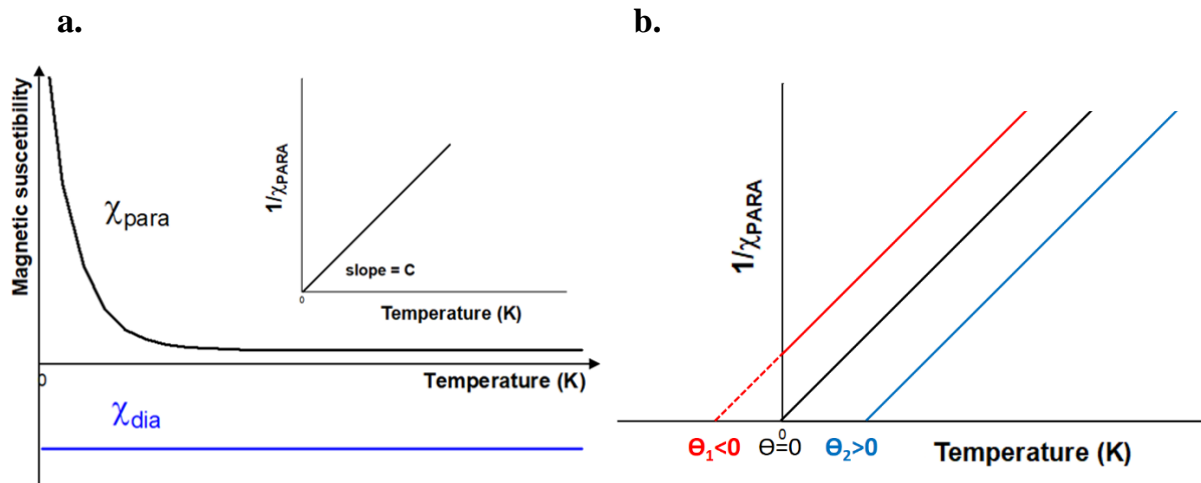 a.
Magnetic suscetibility
χpara
1/χPARA
slope = C
0
Temperature (K)
0
Temperature (K)
χdia
b.
1/χPARA
0
Θ₁<0
Θ=0
Θ₂>0
Temperature (K)